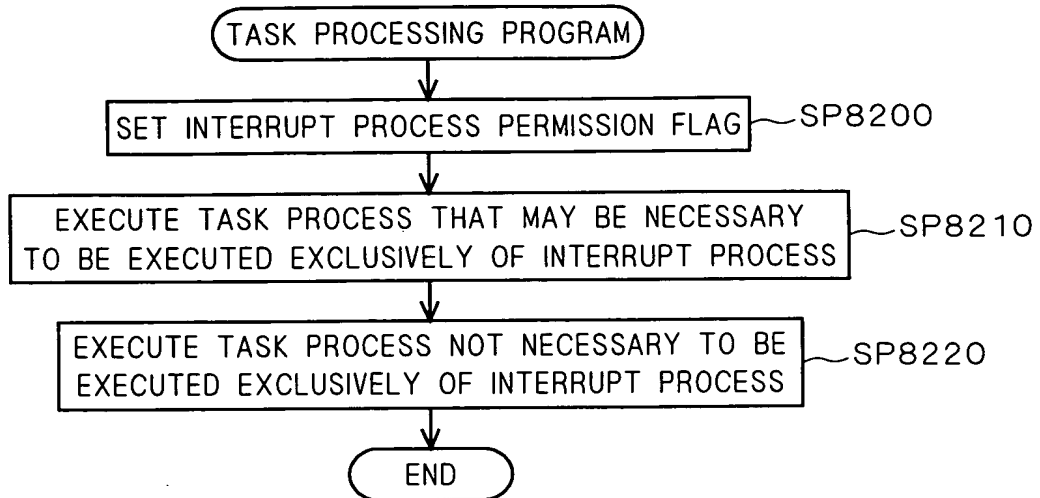 TASK PROCESSING PROGRAM
SET INTERRUPT PROCESS PERMISSION FLAG
SP8200
EXECUTE TASK PROCESS THAT MAY BE NECESSARY
TO BE EXECUTED EXCLUSIVELY OF INTERRUPT PROCESS
SP8210
EXECUTE TASK PROCESS NOT NECESSARY TO BE
EXECUTED EXCLUSIVELY OF INTERRUPT PROCESS
SP8220
END